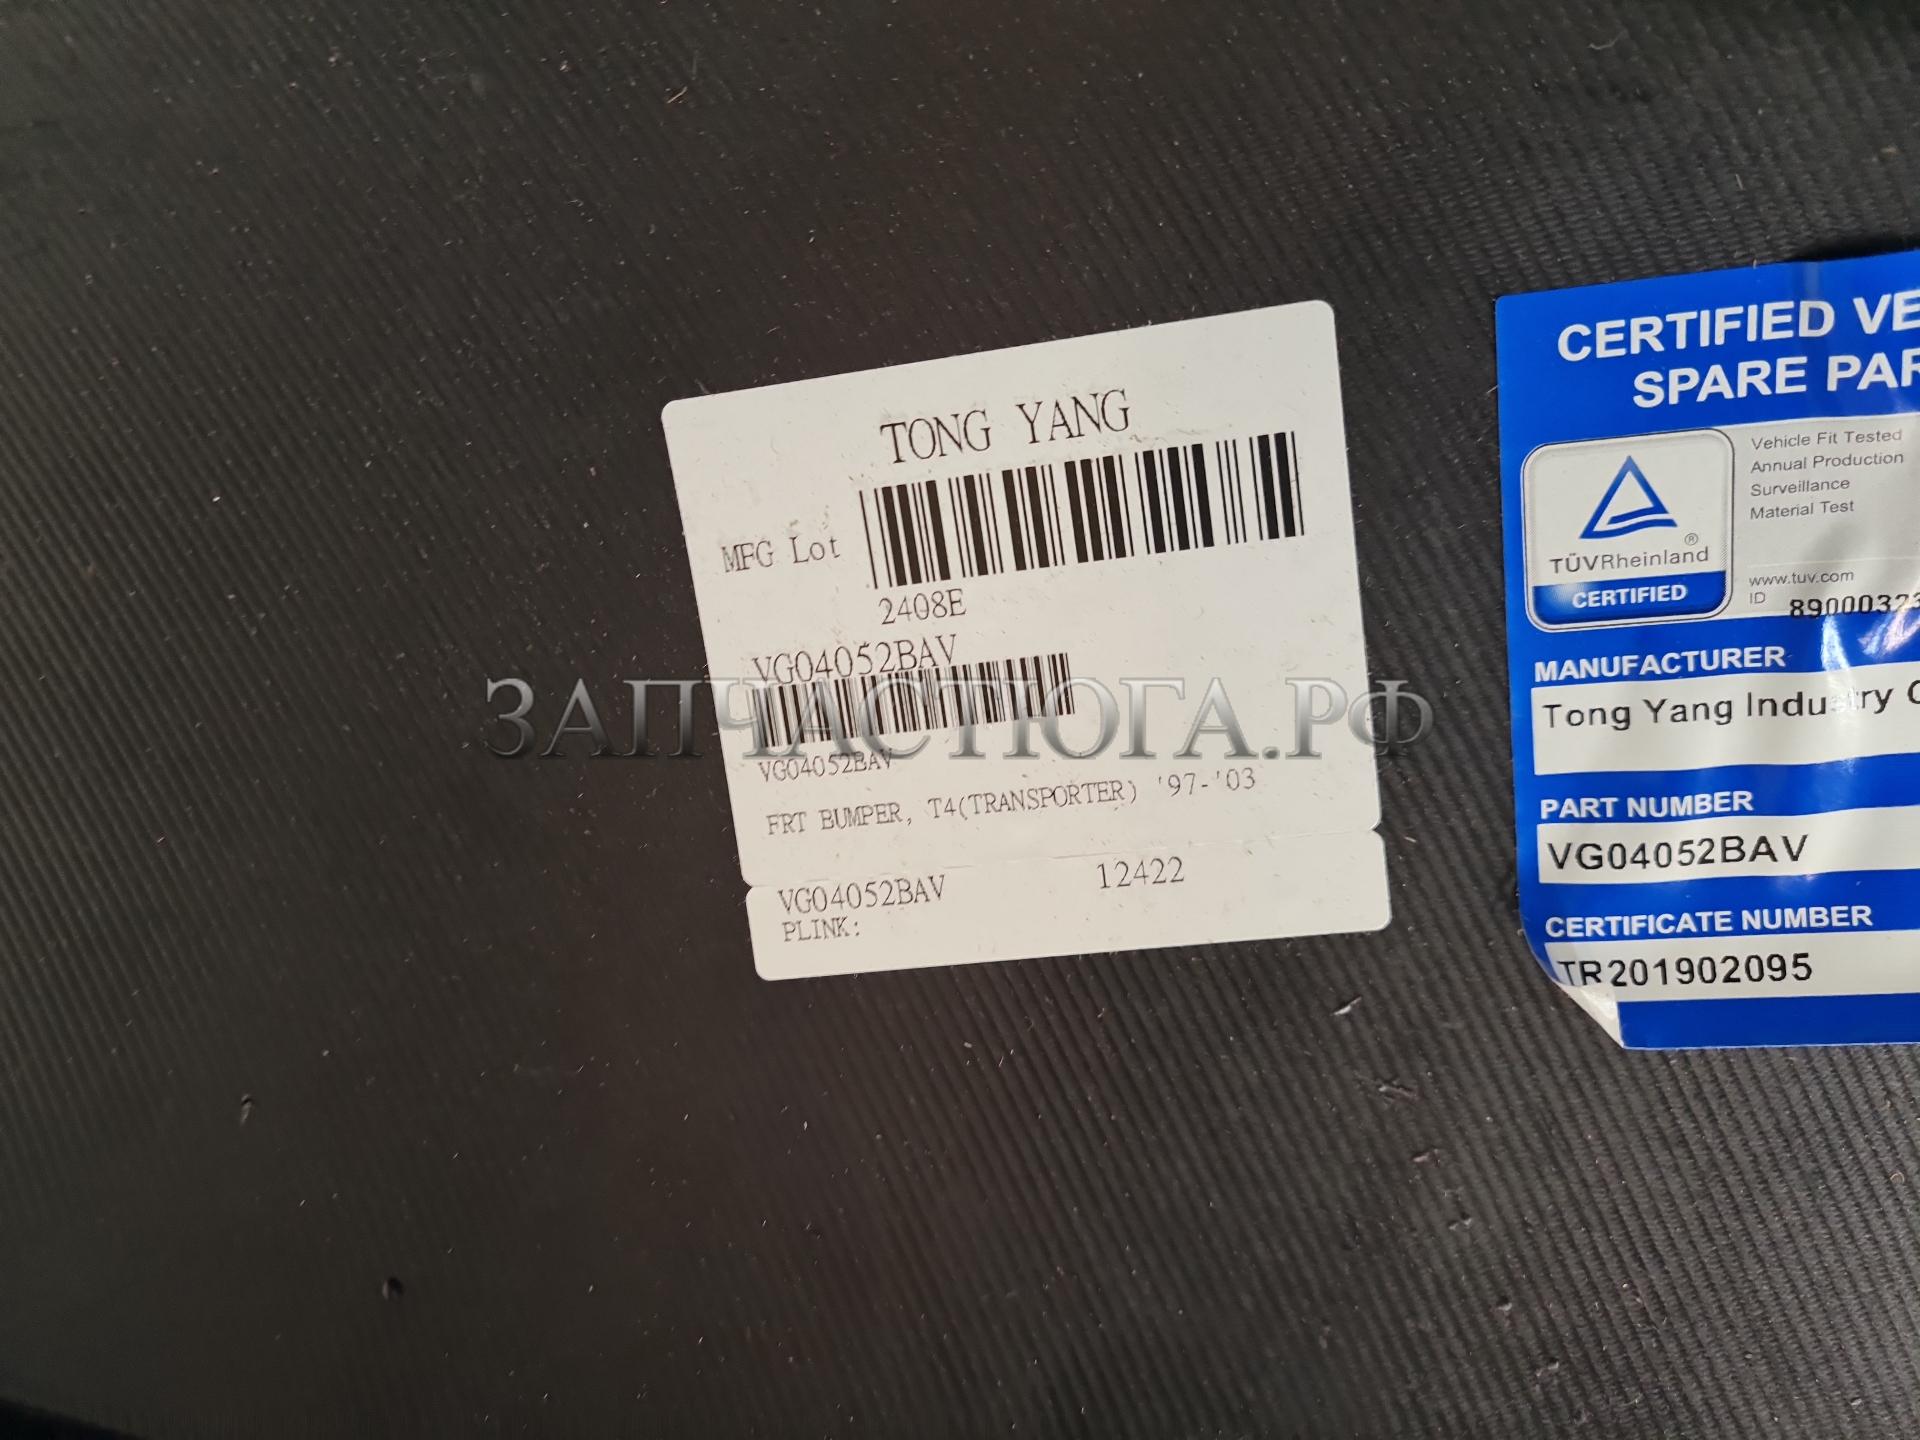 TONG YANG
MFG Lot
2408E
VG04052BAV
VG04052BAV
FRT BUMPER, T4(TRANSPORTER) '97-'03
VG04052BAV 12422
PLINK:
ЗАПЧАСТЮГА.РФ
CERTIFIED VE
SPARE PAR
Vehicle Fit Tested
Annual Production
Surveillance
Material Test
TÜVRheinland®
CERTIFIED
www.tuv.com
ID 89000323
MANUFACTURER
Tong Yang Industry C
PART NUMBER
VG04052BAV
CERTIFICATE NUMBER
TR201902095